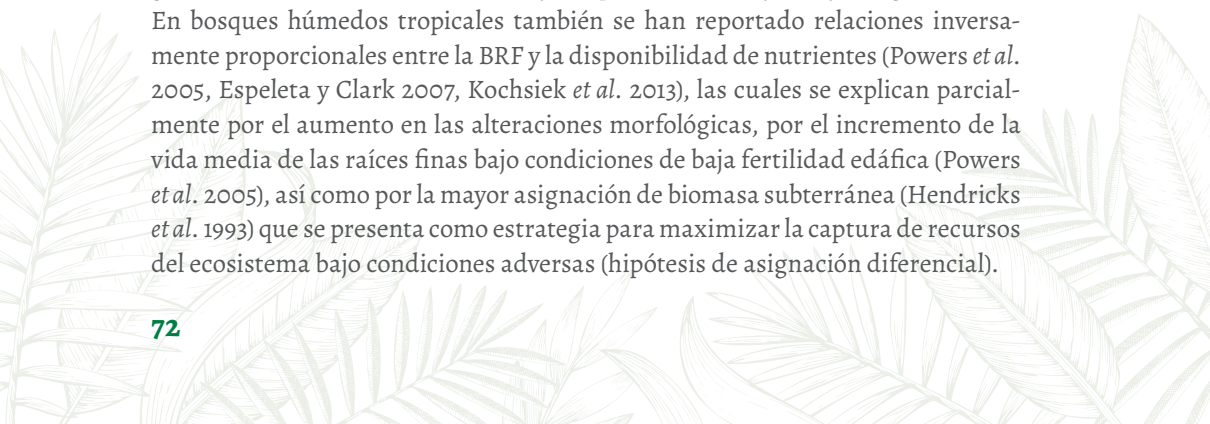 En bosques húmedos tropicales también se han reportado relaciones inversa-
mente proporcionales entre la BRF y la disponibilidad de nutrientes (Powers et al.
2005, Espeleta y Clark 2007, Kochsiek et al. 2013), las cuales se explican parcial-
mente por el aumento en las alteraciones morfológicas, por el incremento de la
vida media de las raíces finas bajo condiciones de baja fertilidad edáfica (Powers
et al. 2005), así como por la mayor asignación de biomasa subterránea (Hendricks
et al. 1993) que se presenta como estrategia para maximizar la captura de recursos
del ecosistema bajo condiciones adversas (hipótesis de asignación diferencial).
72